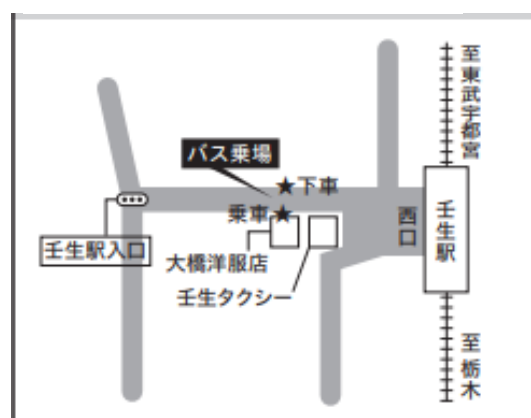 至東武宇都宮
バス乗場
★下車
乗車★
西口
壬生駅
壬生駅入口
大橋洋服店
壬生タクシー
至栃木